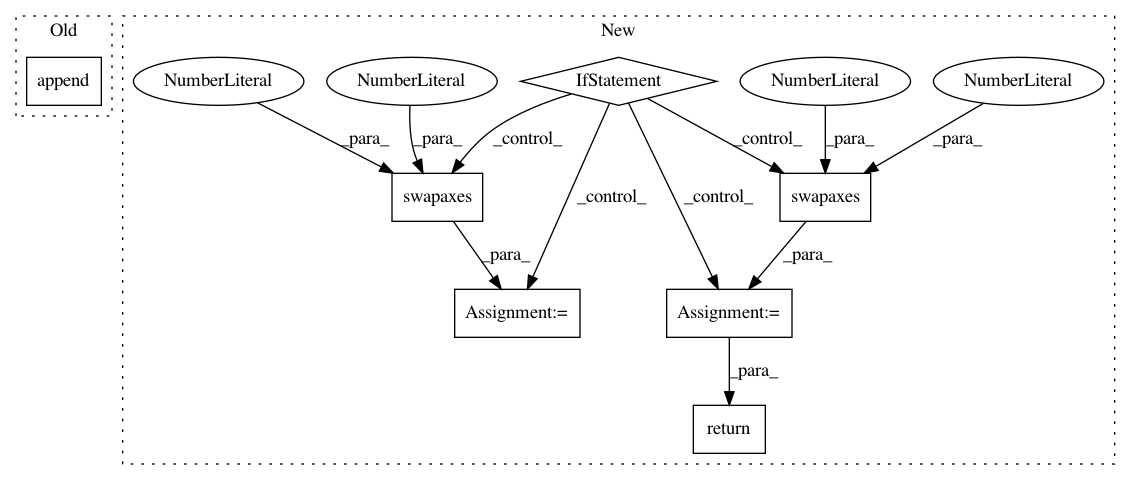 Old
New
append
NumberLiteral
NumberLiteral
IfStatement
NumberLiteral
NumberLiteral
_para_
_para_
_control_
_control_
_para_
_para_
swapaxes
_control_
_control_
swapaxes
_para_
_para_
Assignment:=
Assignment:=
_para_
return